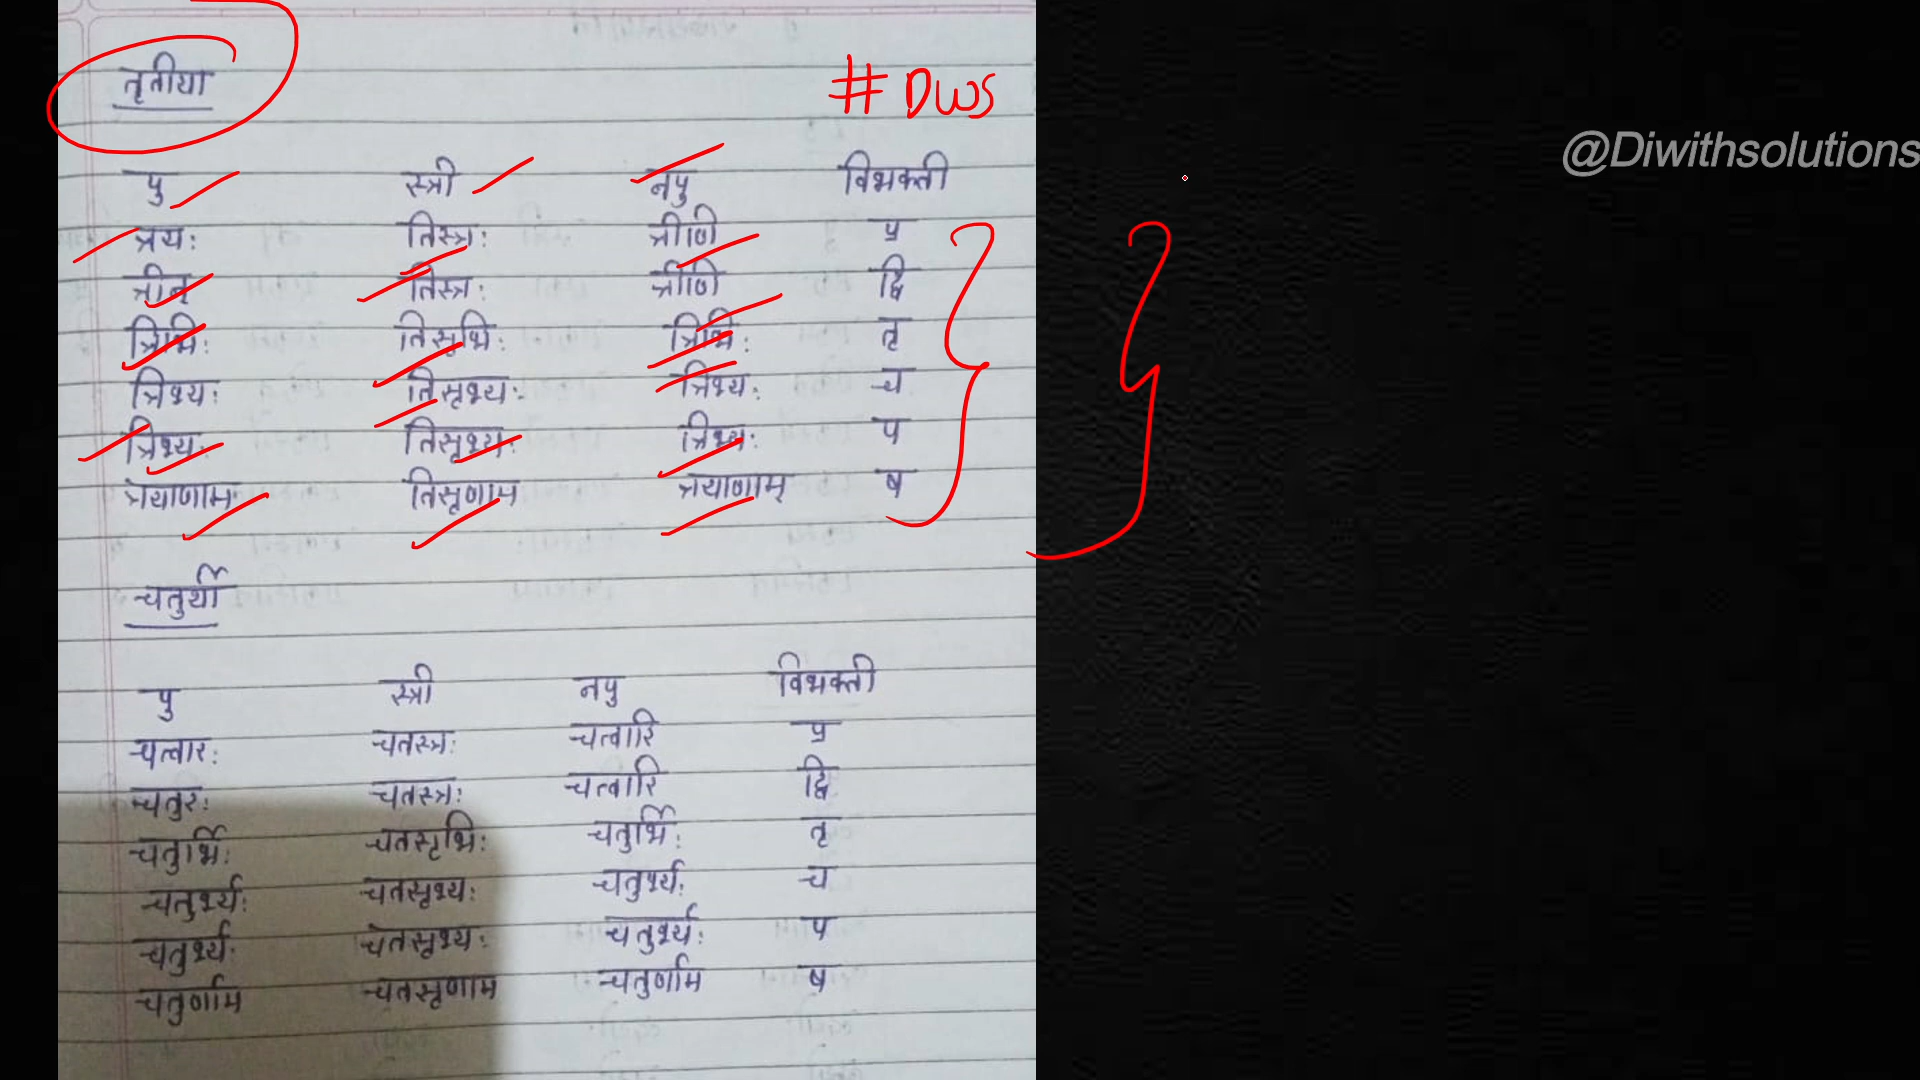 तृतीया
# DWS
@Diwithsolutions
पु स्त्री नपु विभक्ती
त्रयः तिस्त्रः त्रीणि प्र
त्रीन् तिस्त्रः त्रीणि द्वि
त्रिभिः तिसृभिः त्रिभिः तृ
त्रिभ्यः तिसृभ्यः त्रिभ्यः च
त्रिभ्यः तिसृभ्यः त्रिभ्यः प
त्रयाणाम् तिसृणाम त्रयाणाम् ष
चतुर्थी
पु स्त्री नपु विभक्ती
चत्वारः चतस्त्रः चत्वारि प्र
चतुरः चतस्त्रः चत्वारि द्वि
चतुर्भिः चतसृभिः चतुर्भिः तृ
चतुर्भ्यः चतसृभ्यः चतुर्भ्यः च
चतुर्भ्यः चतसृभ्यः चतुर्भ्यः प
चतुर्णाम चतसृणाम चतुर्णाम ष